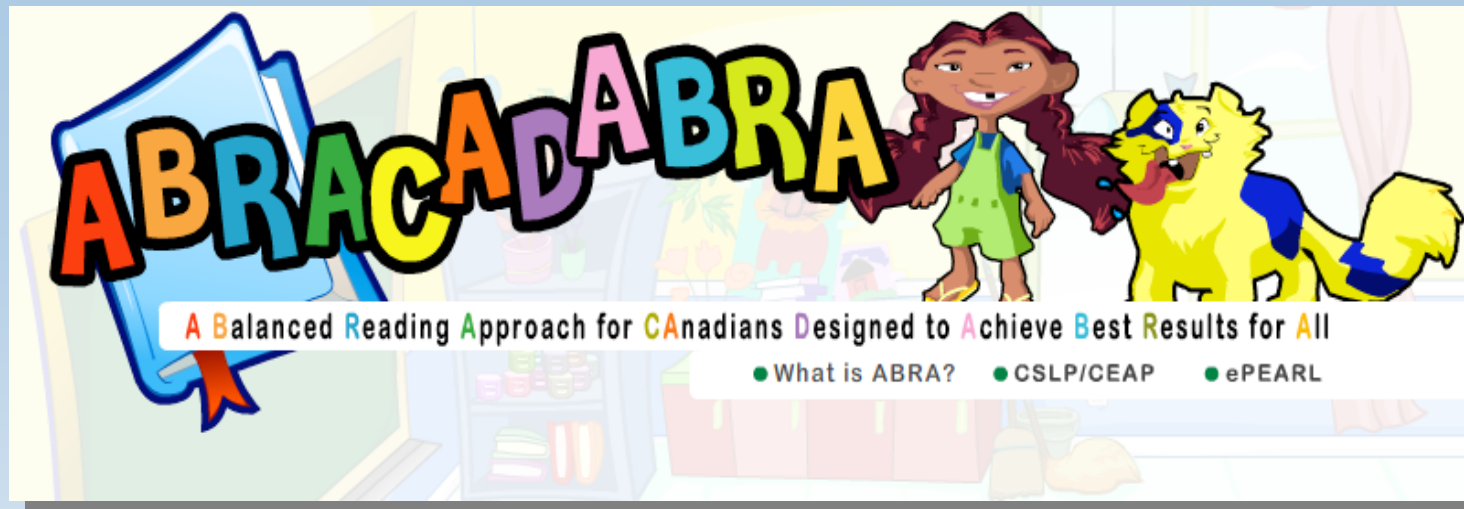 ABRACADABRA
A Balanced Reading Approach for CAnadians Designed to Achieve Best Results for All
What is ABRA? CSLP/CEAP ePEARL